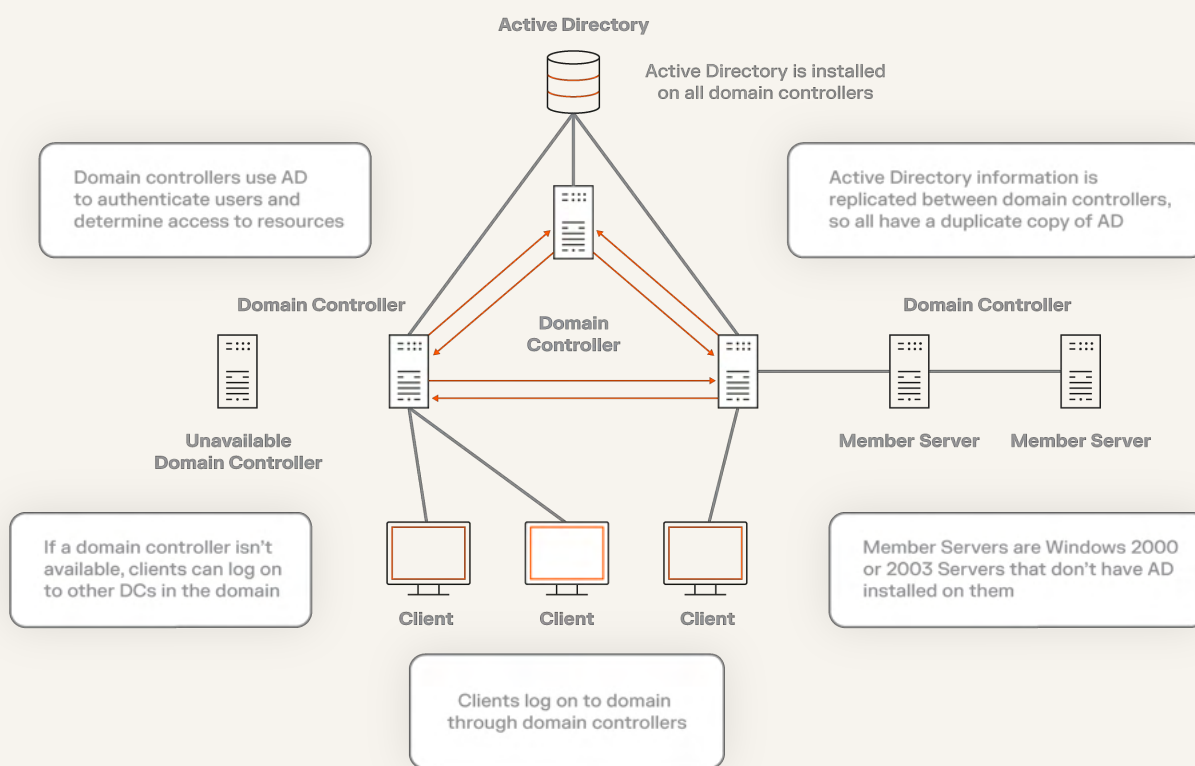 Active Directory
Active Directory is installed
on all domain controllers
Domain controllers use AD
to authenticate users and
determine access to resources
Active Directory information is
replicated between domain controllers,
so all have a duplicate copy of AD
Domain Controller
Domain
Controller
Domain Controller
Unavailable
Domain Controller
Member Server
Member Server
If a domain controller isn't
available, clients can log on
to other DCs in the domain
Member Servers are Windows 2000
or 2003 Servers that don't have AD
installed on them
Client
Client
Client
Clients log on to domain
through domain controllers